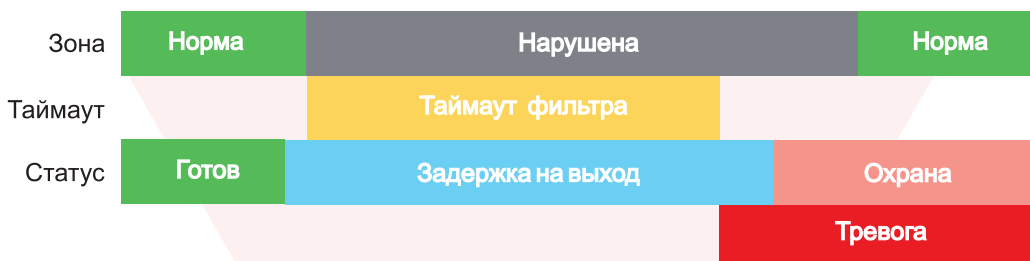 Зона Норма Нарушена Норма
Таймаут Таймаут фильтра
Статус Готов Задержка на выход Охрана
Тревога